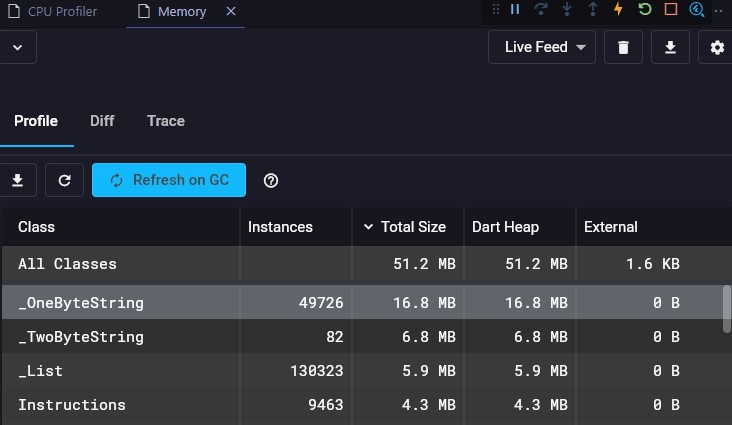 CPU Profiler Memory
Live Feed
Profile Diff Trace
Refresh on GC
Class Instances Total Size Dart Heap External
All Classes 51.2 MB 51.2 MB 1.6 KB
_OneByteString 49726 16.8 MB 16.8 MB 0 B
_TwoByteString 82 6.8 MB 6.8 MB 0 B
_List 130323 5.9 MB 5.9 MB 0 B
Instructions 9463 4.3 MB 4.3 MB 0 B